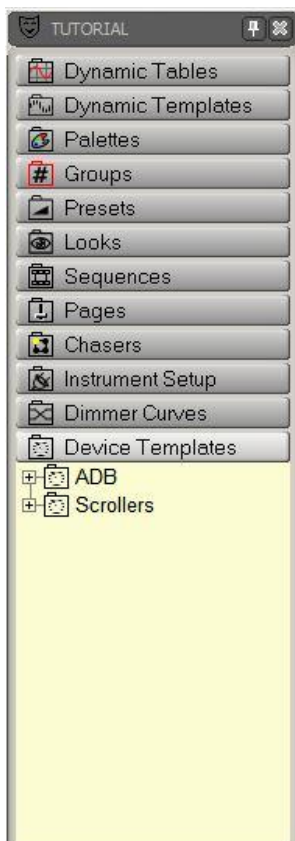 TUTORIAL
Dynamic Tables
Dynamic Templates
Palettes
# Groups
Presets
Looks
Sequences
Pages
Chasers
Instrument Setup
Dimmer Curves
Device Templates
ADB
Scrollers